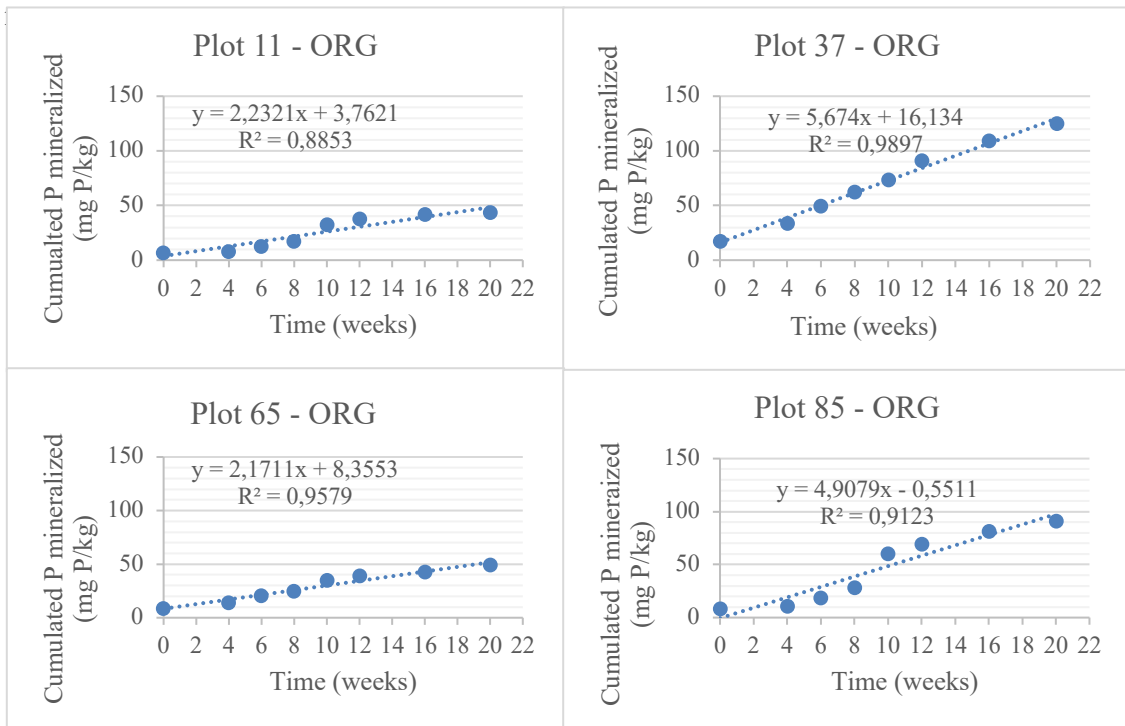 Plot 11 - ORG
Cumualted P mineralized
(mg P/kg)
150
100
50
0
y = 2,2321x + 3,7621
R² = 0,8853
0 2 4 6 8 10 12 14 16 18 20 22
Time (weeks)
Plot 37 - ORG
Cumulated P mineralized
(mg P/kg)
150
100
50
0
y = 5,674x + 16,134
R² = 0,9897
0 2 4 6 8 10 12 14 16 18 20 22
Time (weeks)
Plot 65 - ORG
Cumulated P mineralized
(mg P/kg)
150
100
50
0
y = 2,1711x + 8,3553
R² = 0,9579
0 2 4 6 8 10 12 14 16 18 20 22
Time (weeks)
Plot 85 - ORG
Cumulated P mineraized
(mg P/kg)
150
100
50
0
y = 4,9079x - 0,5511
R² = 0,9123
0 2 4 6 8 10 12 14 16 18 20 22
Time (weeks)